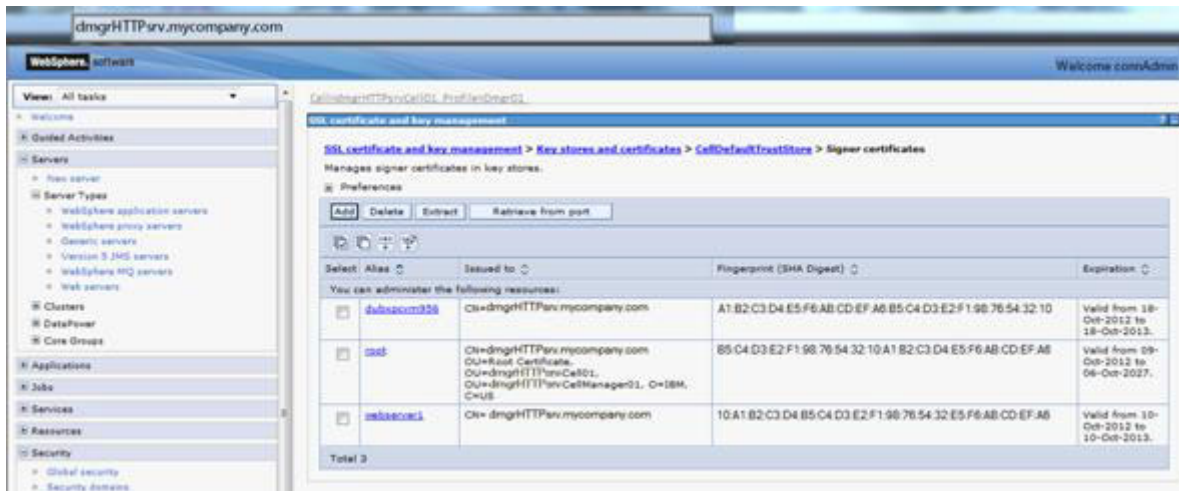 dmgrHTTPsrv.mycompany.com
WebSphere. software
Welcome connAdmin
View: All tasks
Cell=dmgrHTTPsrvCell01, Profile=Dmgr01
Welcome
Guided Activities
Servers
New server
Server Types
WebSphere application servers
WebSphere proxy servers
Generic servers
Version 5 JMS servers
WebSphere MQ servers
Web servers
Clusters
DataPower
Core Groups
Applications
Jobs
Services
Resources
Security
Global security
Security domains
SSL certificate and key management
SSL certificate and key management > Key stores and certificates > CellDefaultTrustStore > Signer certificates
Manages signer certificates in key stores.
Preferences
Add Delete Extract Retrieve from port
Select Alias Issued to Fingerprint (SHA Digest) Expiration
You can administer the following resources:
CN=dmgrHTTPsrv.mycompany.com
A1:B2:C3:D4:E5:F6:AB:CD:EF:A6:B5:C4:D3:E2:F1:98:76:54:32:10
Valid from 18-
Oct-2012 to
18-Oct-2013.
root
CN=dmgrHTTPsrv.mycompany.com
OU=Root Certificate,
OU=dmgrHTTPsrvCell01,
OU=dmgrHTTPsrvCellManager01, O=IBM,
C=US
B5:C4:D3:E2:F1:98:76:54:32:10:A1:B2:C3:D4:E5:F6:AB:CD:EF:A6
Valid from 09-
Oct-2012 to
06-Oct-2027.
webserver1
CN= dmgrHTTPsrv.mycompany.com
10:A1:B2:C3:D4:B5:C4:D3:E2:F1:98:76:54:32:E5:F6:AB:CD:EF:A6
Valid from 10-
Oct-2012 to
10-Oct-2013.
Total 3